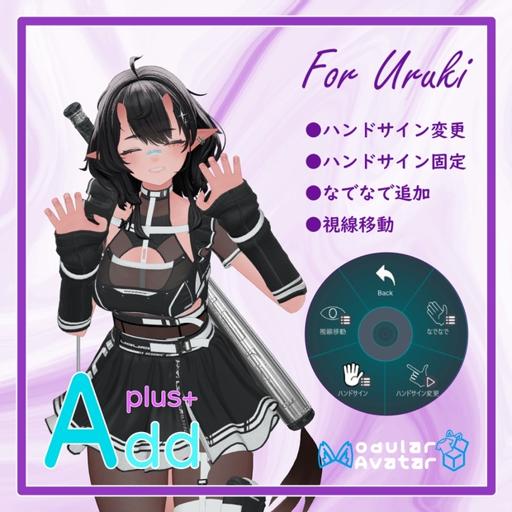 For Uruki
●ハンドサイン変更
●ハンドサイン固定
●なでなで追加
●視線移動
Back
視線移動
なでなで
ハンドサイン
ハンドサイン変更
plus+
Add
Modular
Avatar